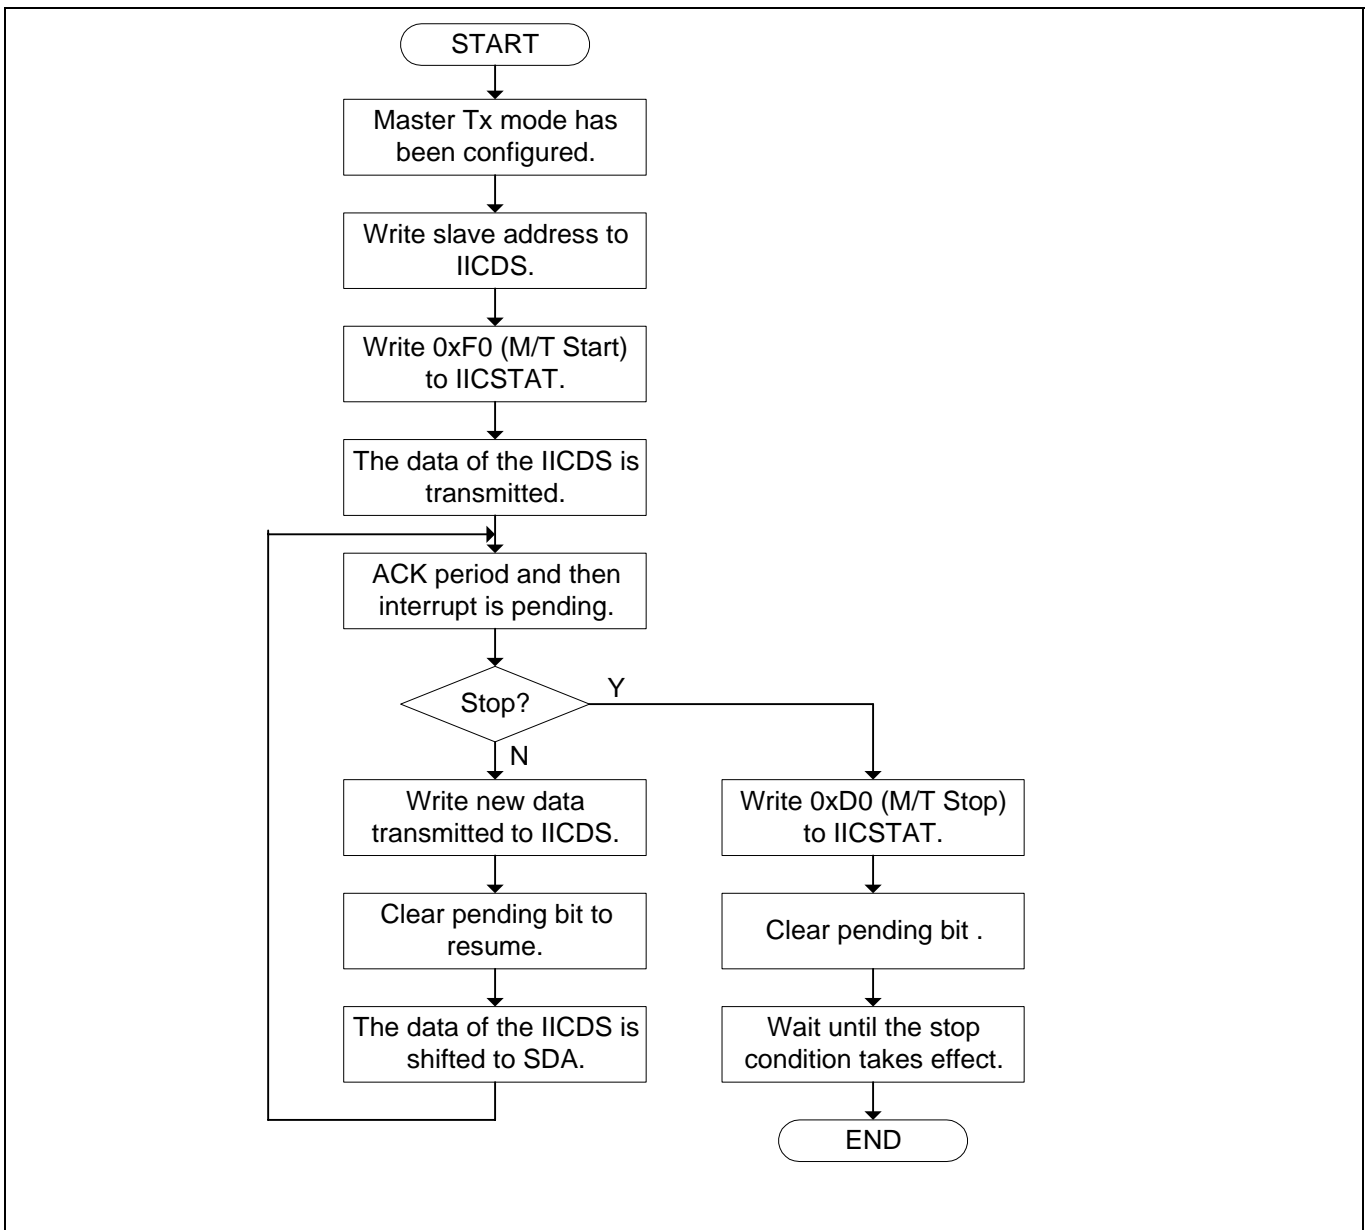 START
Master Tx mode has
been configured.
Write slave address to
IICDS.
Write 0xF0 (M/T Start)
to IICSTAT.
The data of the IICDS is
transmitted.
ACK period and then
interrupt is pending.
Stop?
Y
N
Write new data
transmitted to IICDS.
Clear pending bit to
resume.
The data of the IICDS is
shifted to SDA.
Write 0xD0 (M/T Stop)
to IICSTAT.
Clear pending bit .
Wait until the stop
condition takes effect.
END